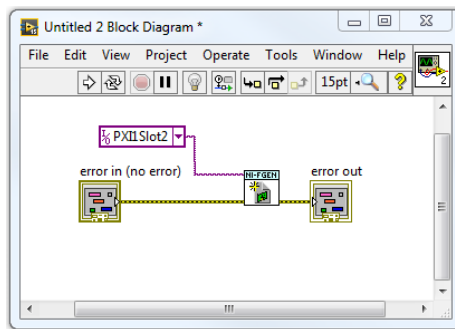 Untitled 2 Block Diagram *
File Edit View Project Operate Tools Window Help
15pt
2
I/O PXI1Slot2
error in (no error)
NI-FGEN
error out